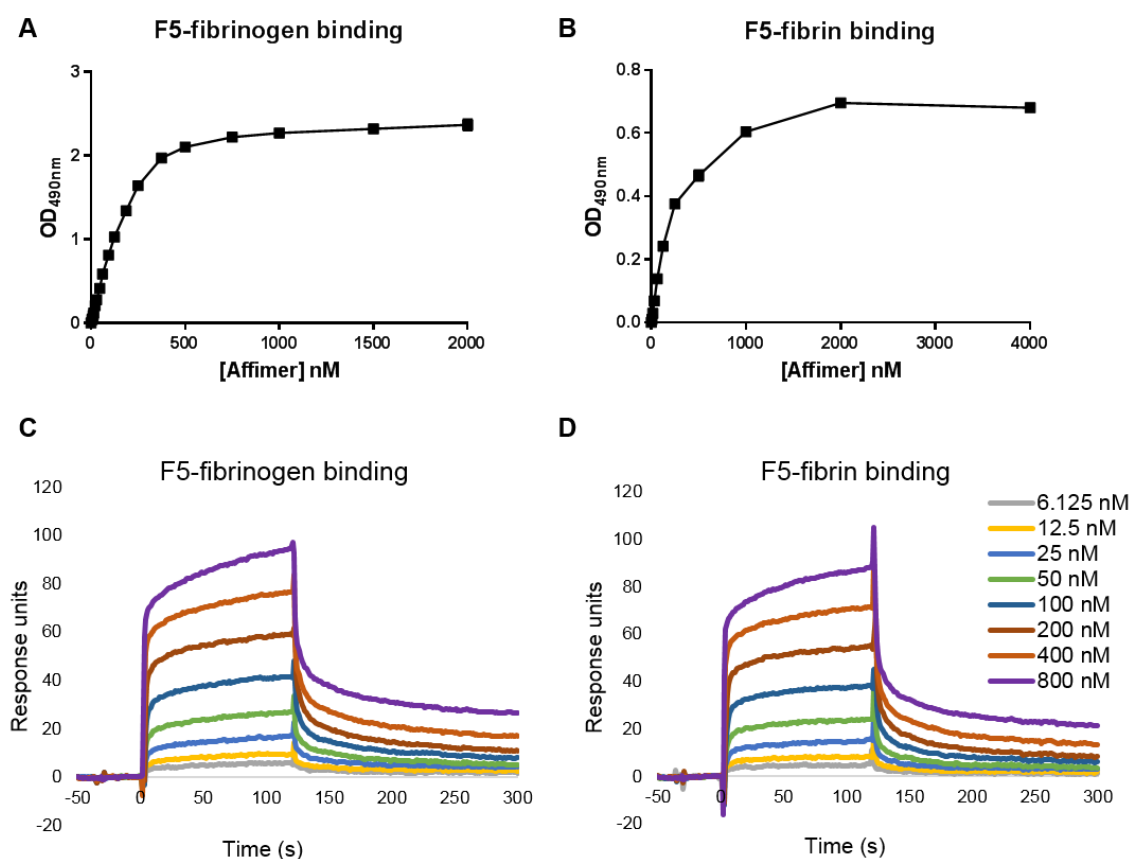 A
F5-fibrinogen binding
3
2
1
0
OD490nm
0
500
1000
1500
2000
[Affimer] nM
B
F5-fibrin binding
0.8
0.6
0.4
0.2
0.0
OD490nm
0
1000
2000
3000
4000
[Affimer] nM
C
F5-fibrinogen binding
120
100
80
60
40
20
0
-20
Response units
-50
0
50
100
150
200
250
300
Time (s)
D
F5-fibrin binding
120
100
80
60
40
20
0
-20
Response units
-50
0
50
100
150
200
250
300
Time (s)
6.125 nM
12.5 nM
25 nM
50 nM
100 nM
200 nM
400 nM
800 nM